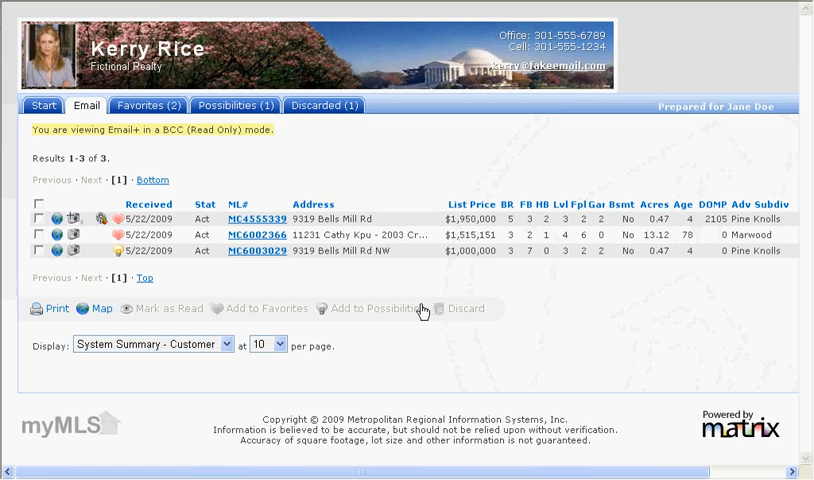 Kerry Rice
Fictional Realty
Office: 301-555-6789
Cell: 301-555-1234
kerry@fakeemail.com
Start Email Favorites (2) Possibilities (1) Discarded (1) Prepared for Jane Doe
You are viewing Email+ in a BCC (Read Only) mode.
Results 1-3 of 3.
Previous · Next · [1] · Bottom
Received Stat ML# Address List Price BR FB HB Lvl Fpl Gar Bsmt Acres Age DOMP Adv Subdiv
5/22/2009 Act MC4555339 9319 Bells Mill Rd $1,950,000 5 3 2 3 2 2 No 0.47 4 2105 Pine Knolls
5/22/2009 Act MC6002366 11231 Cathy Kpu - 2003 Cr... $1,515,151 3 2 1 4 6 0 No 13.12 78 0 Marwood
5/22/2009 Act MC6003029 9319 Bells Mill Rd NW $1,000,000 3 7 0 3 2 2 No 0.47 4 0 Pine Knolls
Previous · Next · [1] · Top
Print Map Mark as Read Add to Favorites Add to Possibilities Discard
Display: System Summary - Customer at 10 per page.
myMLS
Copyright © 2009 Metropolitan Regional Information Systems, Inc.
Information is believed to be accurate, but should not be relied upon without verification.
Accuracy of square footage, lot size and other information is not guaranteed.
Powered by
matrix